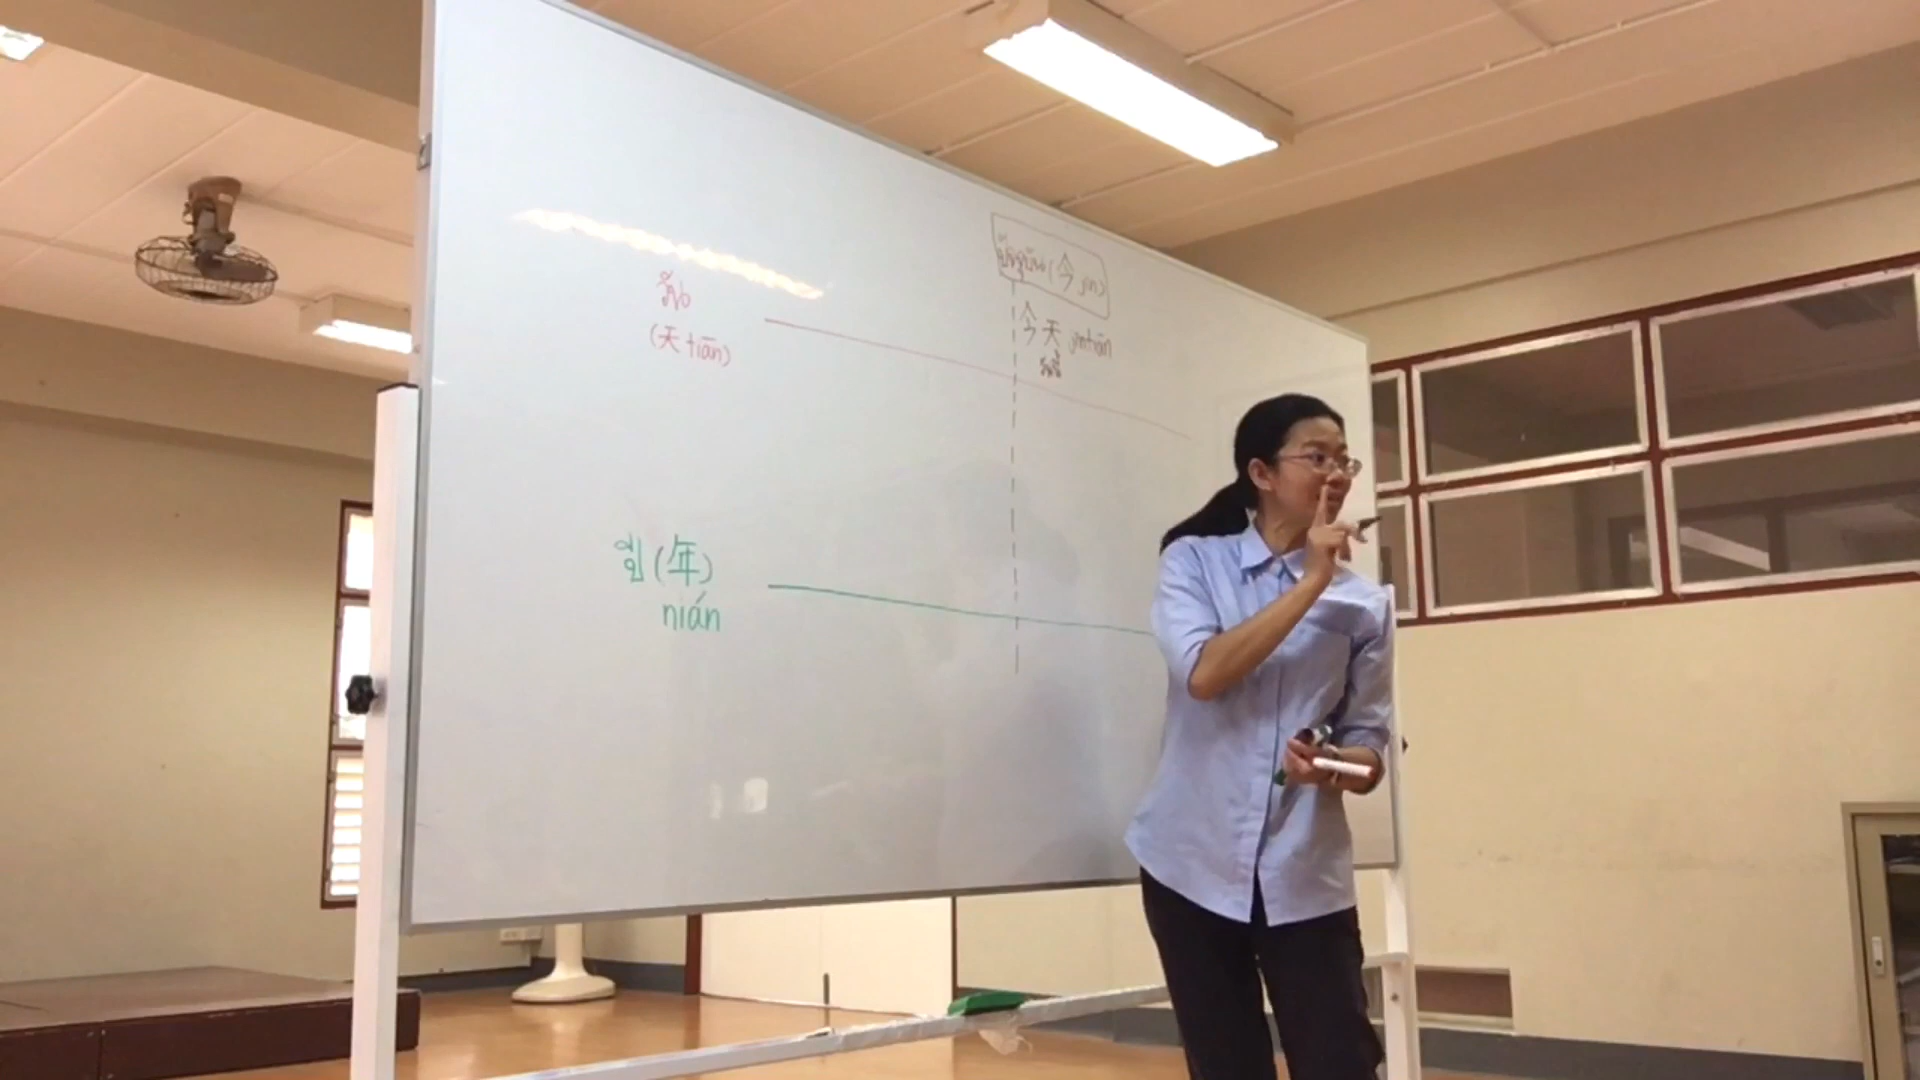 ปัจจุบัน (今 jīn)
วัน
(天 tiān)
今天 jīntiān
วันนี้
ปี (年)
nián